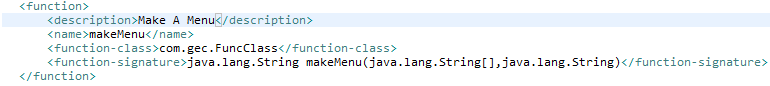 <function>
<description>Make A Menu</description>
<name>makeMenu</name>
<function-class>com.gec.FuncClass</function-class>
<function-signature>java.lang.String makeMenu(java.lang.String[],java.lang.String)</function-signature>
</function>